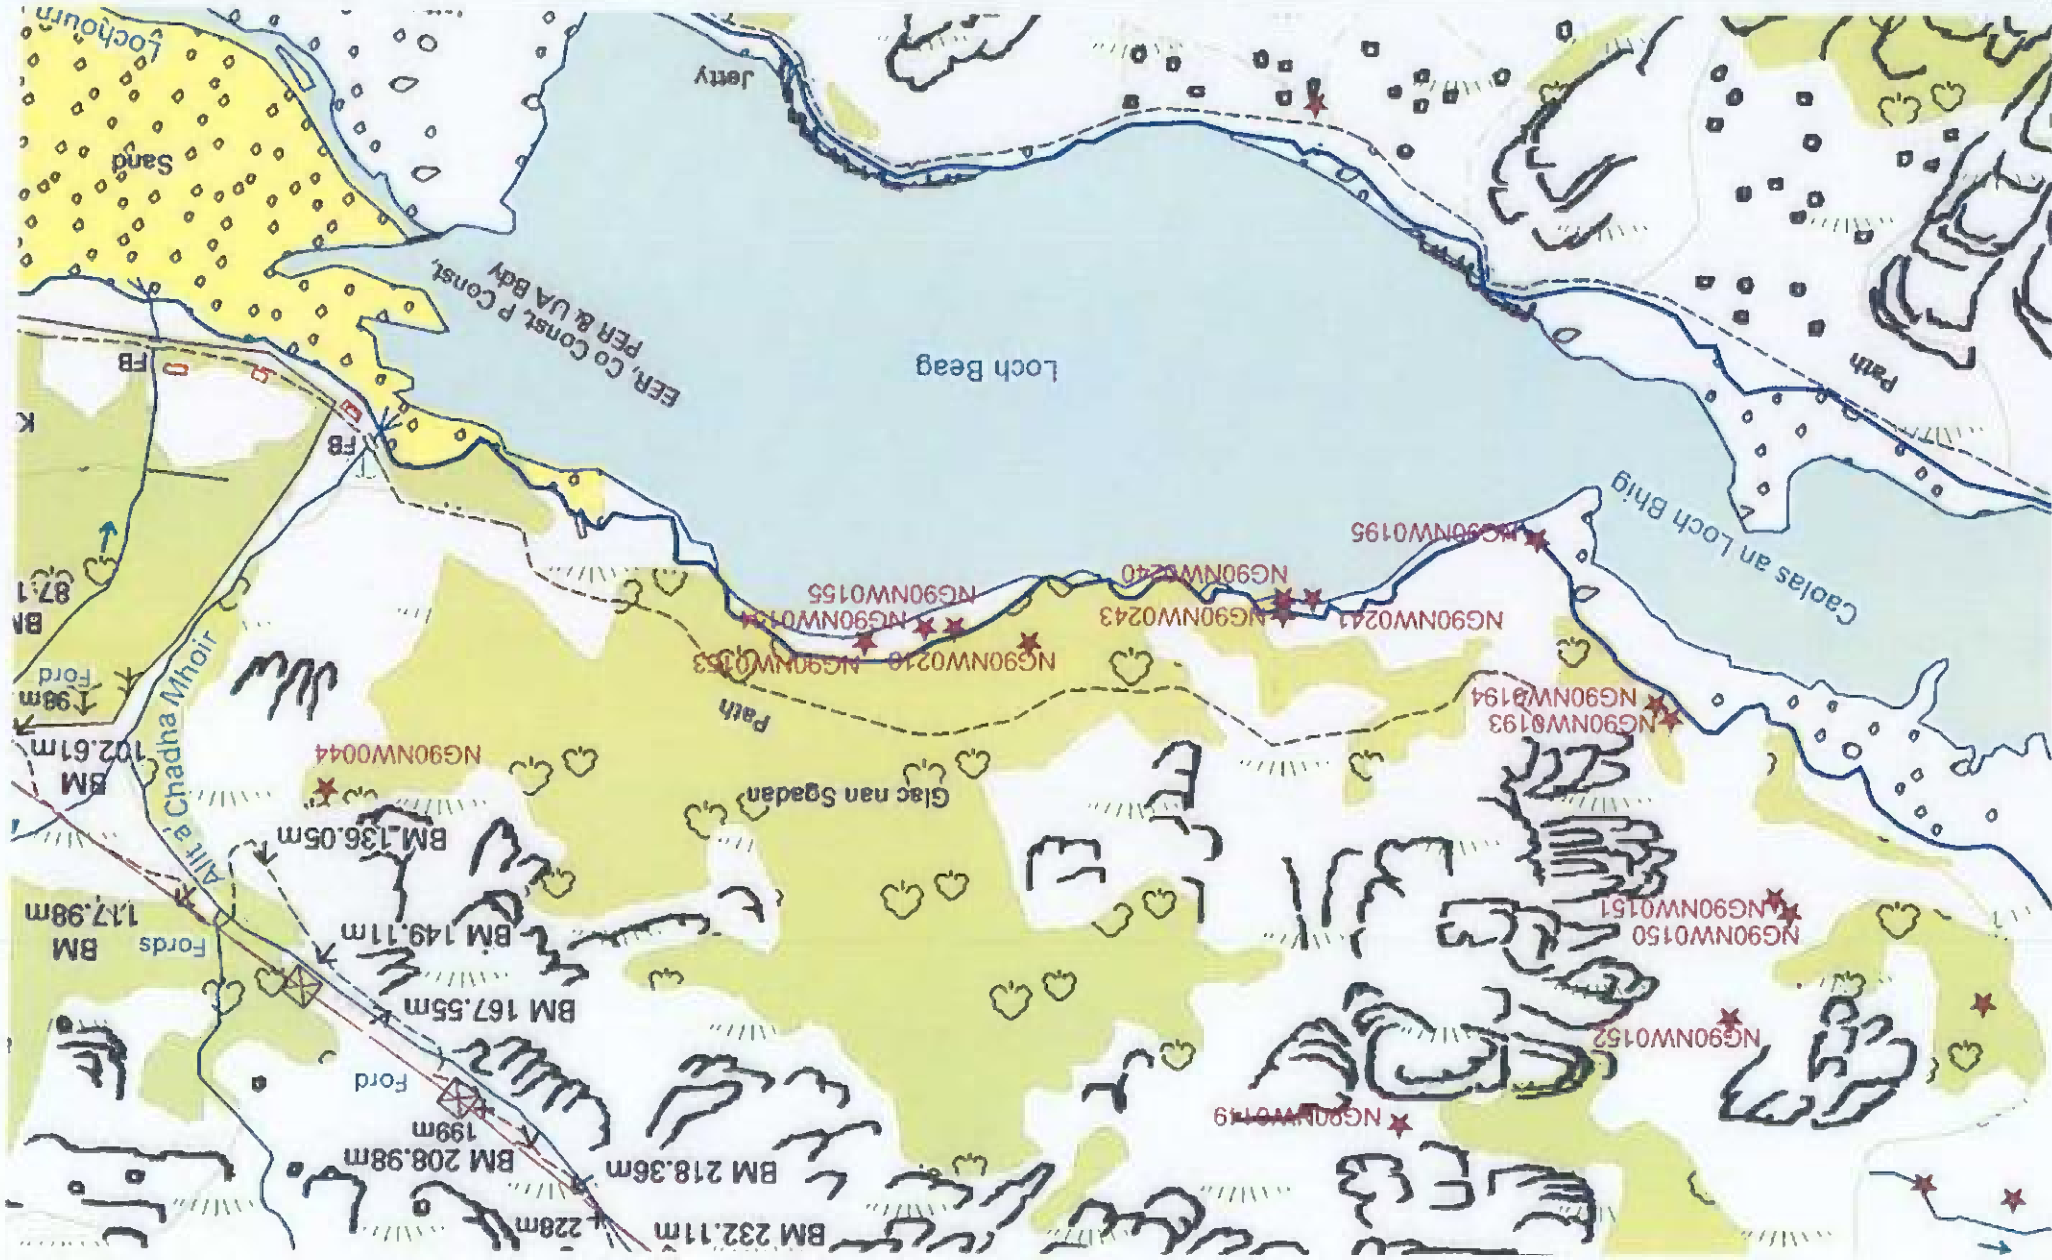 BM 232.11m
228m
BM 218.36m
BM 208.98m
199m
NG90NW0149
Ford
NG90NW0152
BM 167.55m
NG90NW0150
NG90NW0151
BM 149.11m
Fords
BM
117.98m
BM 136.05m
Allt a' Chadha Mhoir
Glac nan Sgadan
NG90NW0044
BM
102.61m
NG90NW0193
NG90NW0194
Path
98m
Ford
NG90NW0210
NG90NW0153
NG90NW0241
NG90NW0243
NG90NW0154
NG90NW0155
NG90NW0240
BM
87.1
Caolas an Loch Bhig
NG90NW0195
FB
K
Path
Loch Beag
FB
EER, Co Const, P Const,
PER & UA Bdy
Sand
Jetty
Lochourn